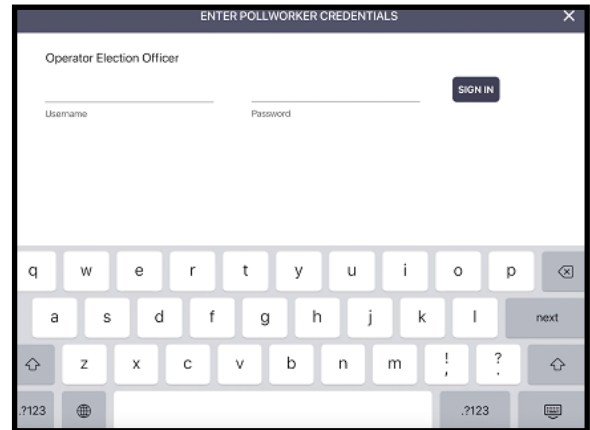 ENTER POLLWORKER CREDENTIALS ×
Operator Election Officer
SIGN IN
Username Password
q w e r t y u i o p
a s d f g h j k l next
z x c v b n m ! , ? .
.?123 .?123